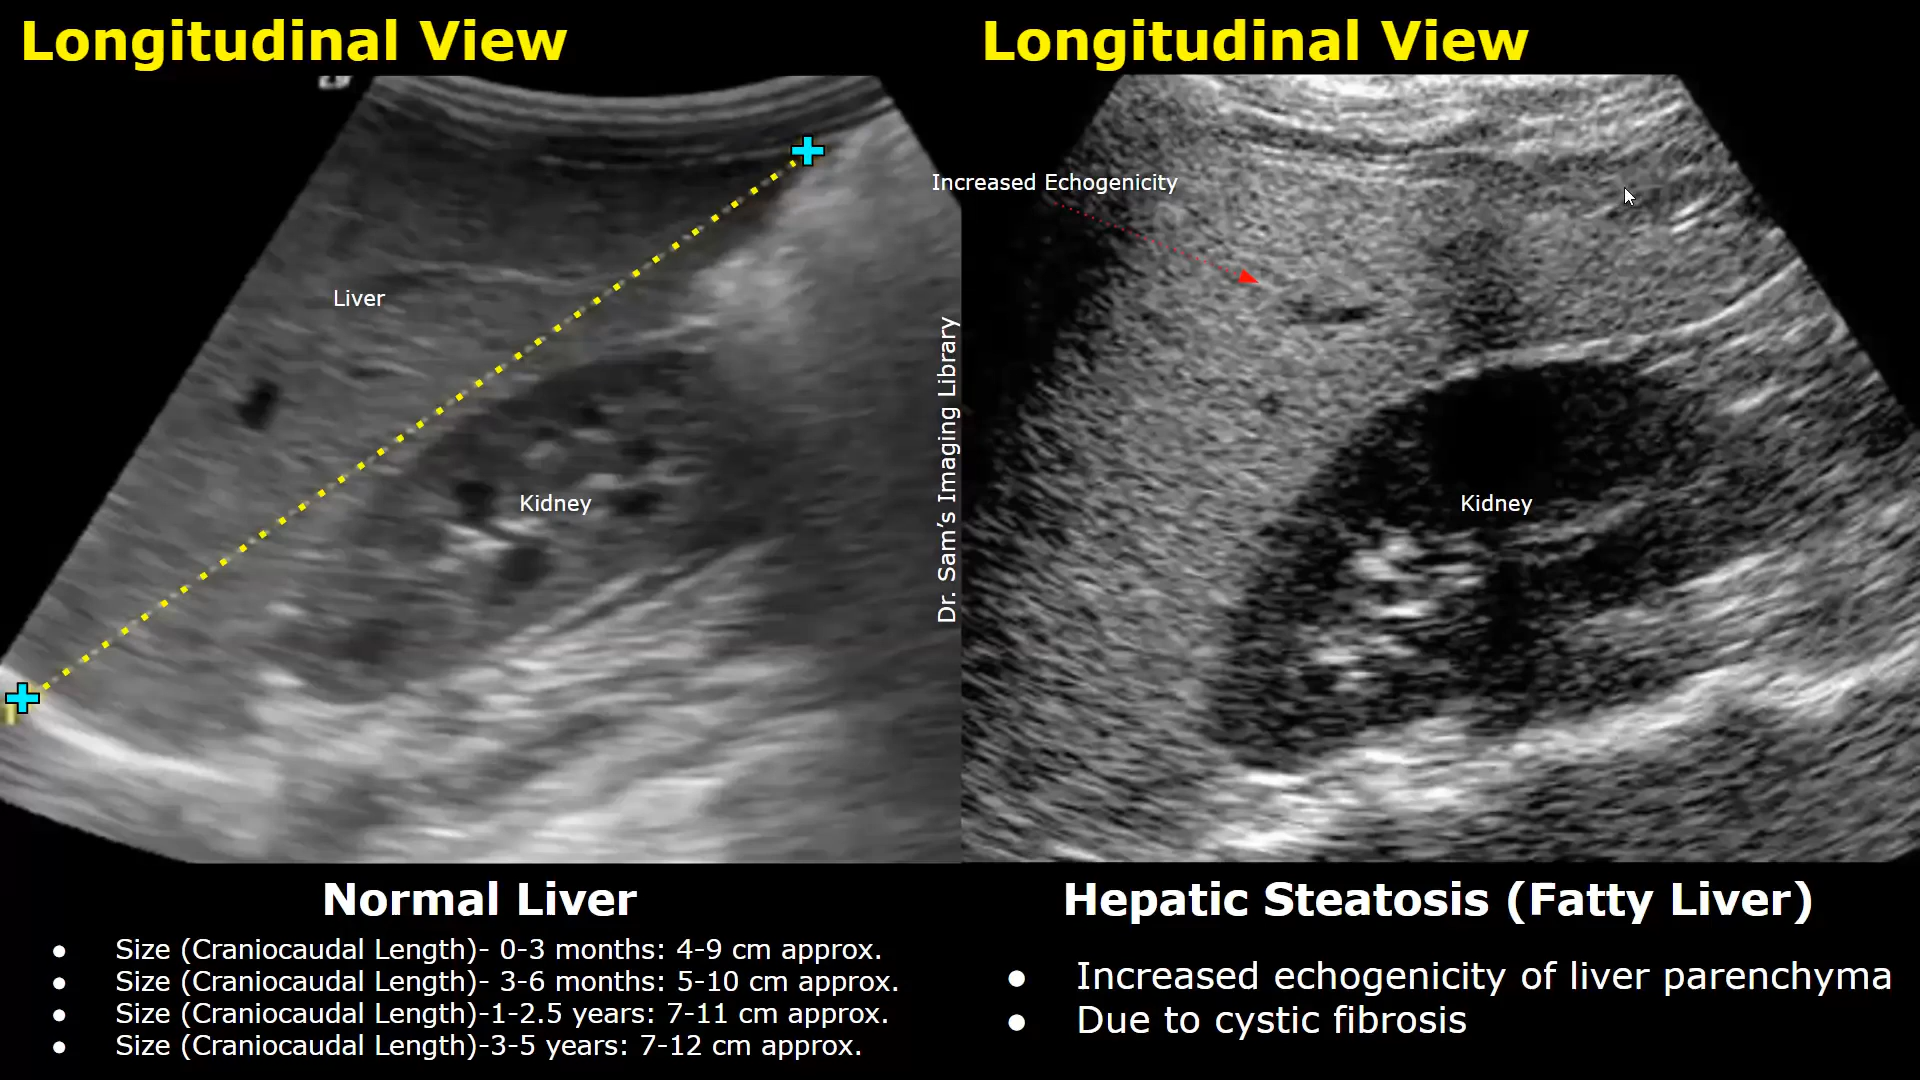 Longitudinal View
Liver
Kidney
Normal Liver
● Size (Craniocaudal Length)- 0-3 months: 4-9 cm approx.
● Size (Craniocaudal Length)- 3-6 months: 5-10 cm approx.
● Size (Craniocaudal Length)-1-2.5 years: 7-11 cm approx.
● Size (Craniocaudal Length)-3-5 years: 7-12 cm approx.
Dr. Sam’s Imaging Library
Longitudinal View
Increased Echogenicity
Kidney
Hepatic Steatosis (Fatty Liver)
● Increased echogenicity of liver parenchyma
● Due to cystic fibrosis